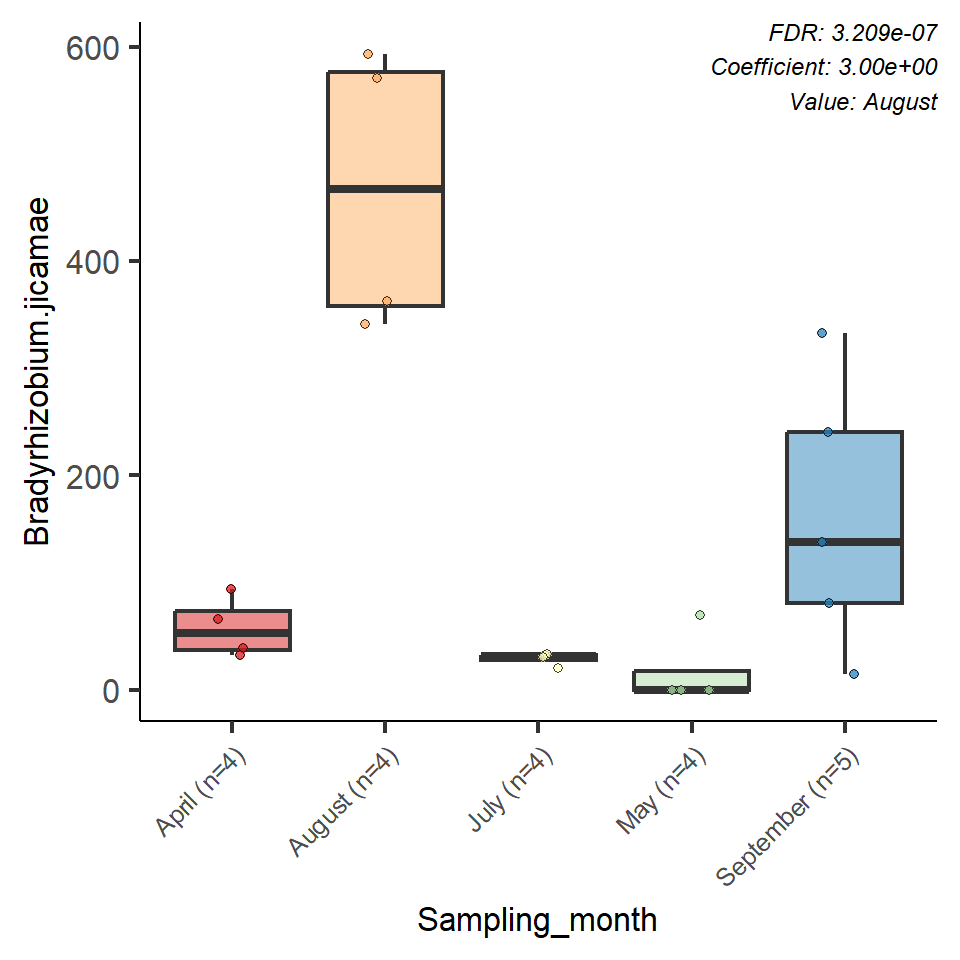 FDR: 3.209e-07
Coefficient: 3.00e+00
Value: August
600
400
200
0
Bradyrhizobium.jicamae
April (n=4)
August (n=4)
July (n=4)
May (n=4)
September (n=5)
Sampling_month